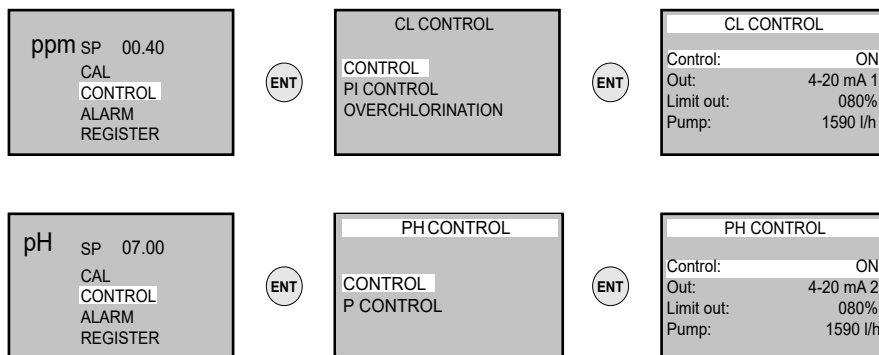 ppm SP 00.40
CAL
CONTROL
ALARM
REGISTER
ENT
CL CONTROL
CONTROL
PI CONTROL
OVERCHLORINATION
ENT
CL CONTROL
Control: ON
Out: 4-20 mA 1
Limit out: 080%
Pump: 1590 l/h
pH SP 07.00
CAL
CONTROL
ALARM
REGISTER
ENT
PH CONTROL
CONTROL
P CONTROL
ENT
PH CONTROL
Control: ON
Out: 4-20 mA 2
Limit out: 080%
Pump: 1590 l/h